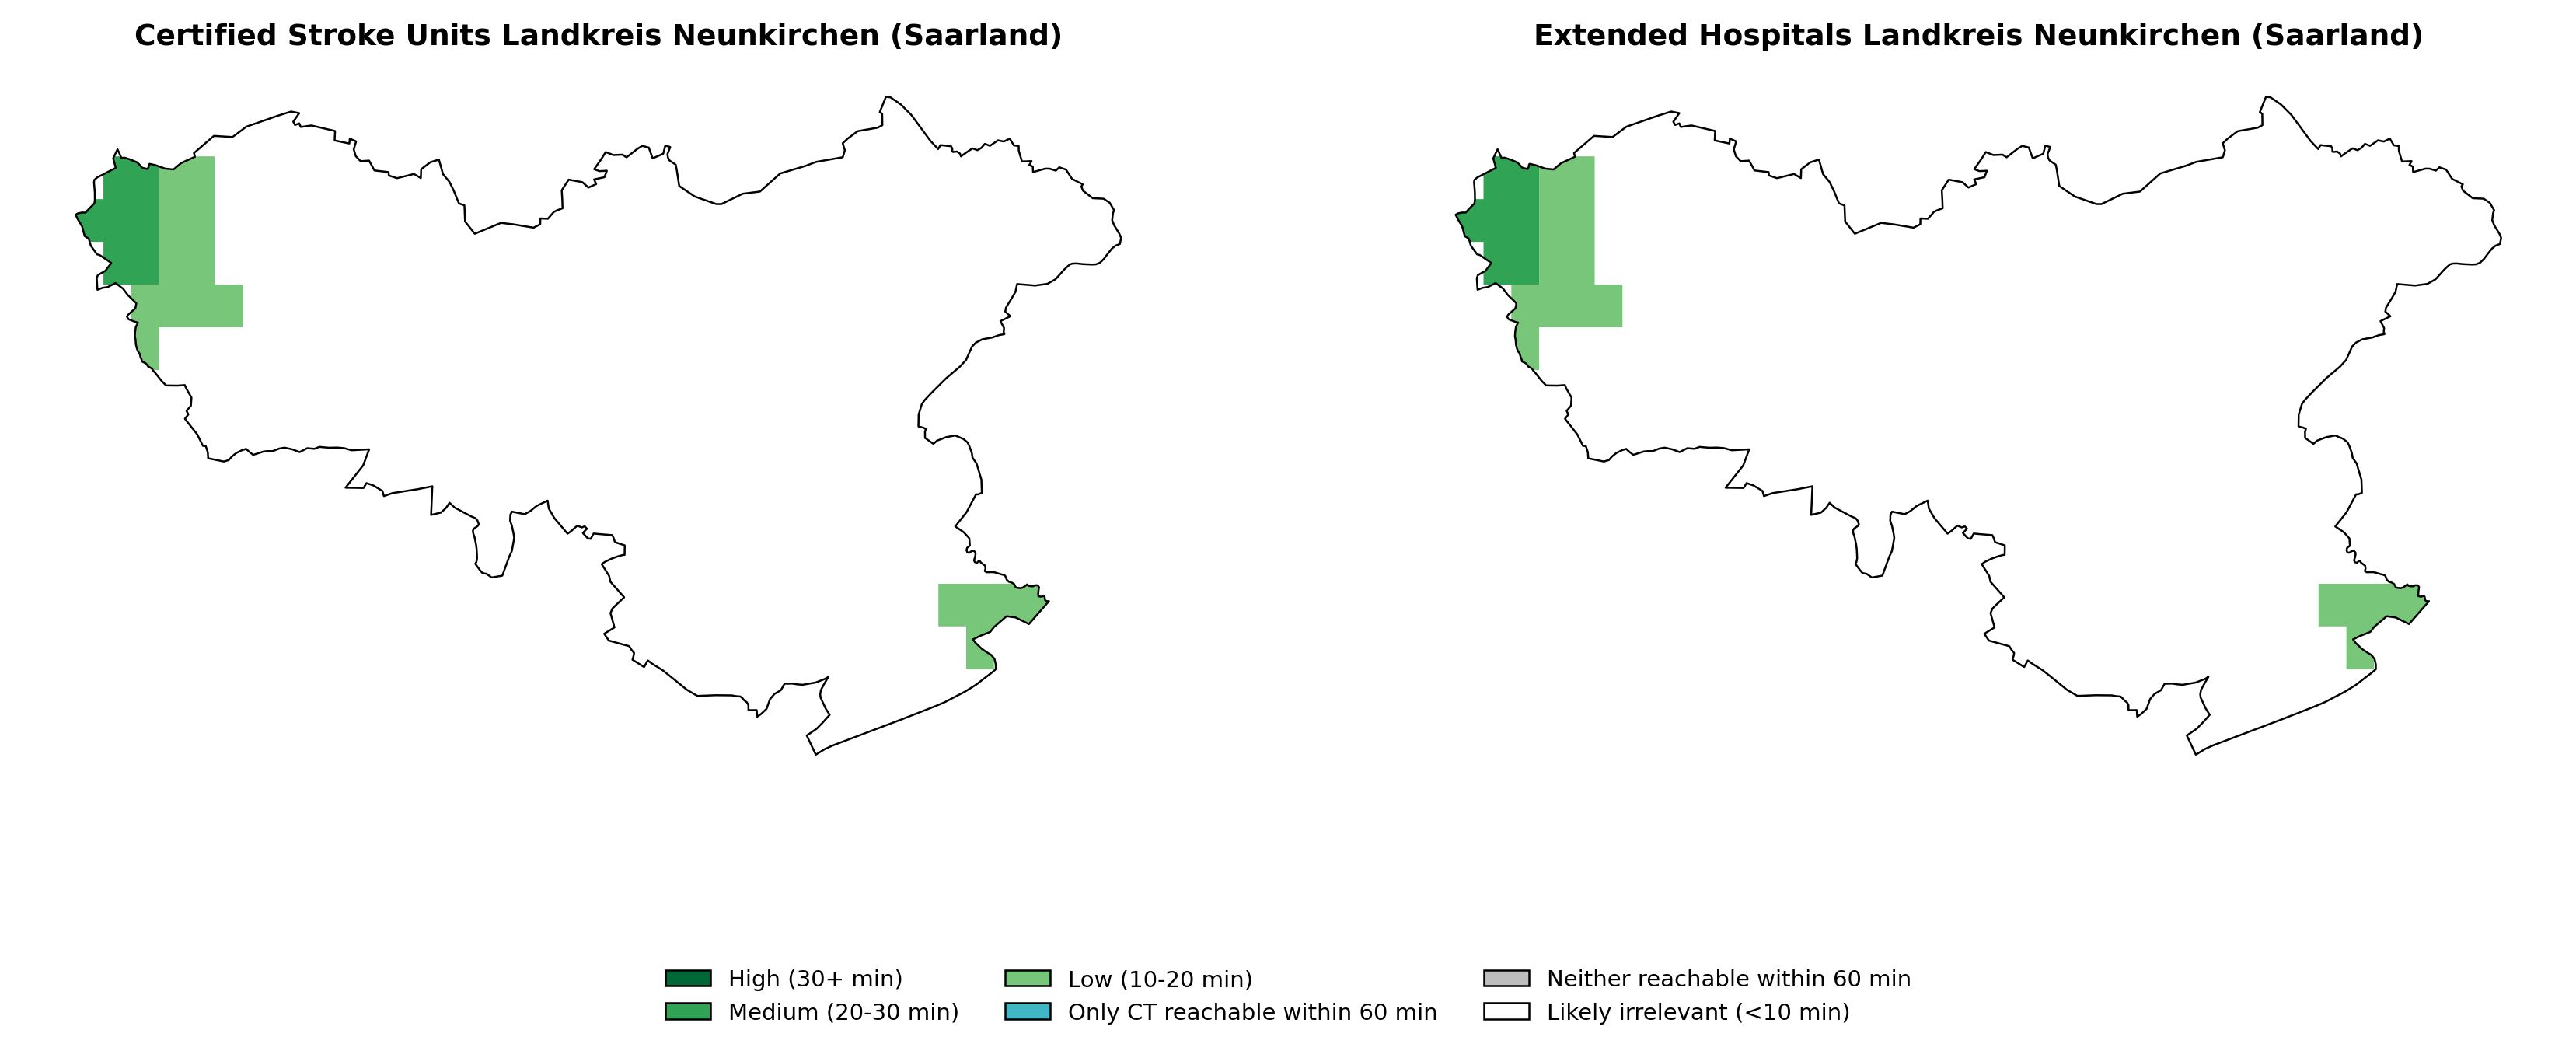 Certified Stroke Units Landkreis Neunkirchen (Saarland)
Extended Hospitals Landkreis Neunkirchen (Saarland)
High (30+ min)
Medium (20-30 min)
Low (10-20 min)
Only CT reachable within 60 min
Neither reachable within 60 min
Likely irrelevant (<10 min)